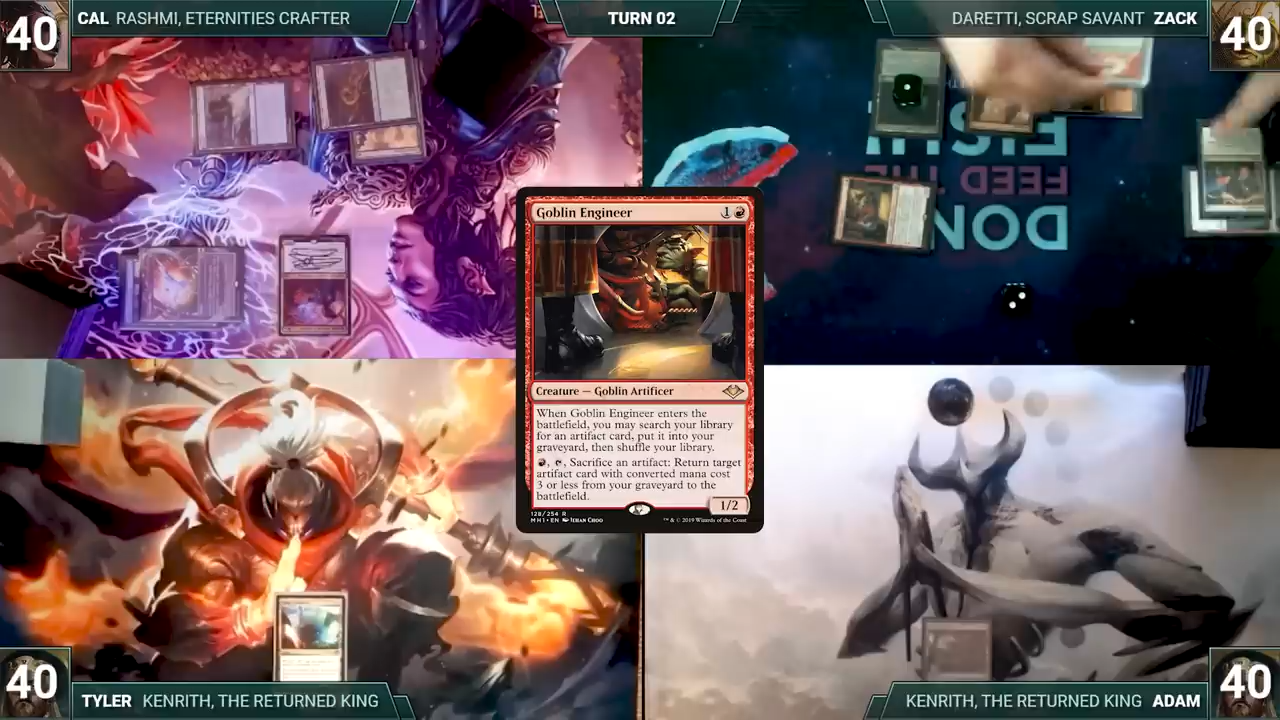 40
CAL RASHMI, ETERNITIES CRAFTER
TURN 02
DARETTI, SCRAP SAVANT ZACK
40
FEED THE
DON
Goblin Engineer 1
Creature — Goblin Artificer
When Goblin Engineer enters the
battlefield, you may search your library
for an artifact card, put it into your
graveyard, then shuffle your library.
, , Sacrifice an artifact: Return target
artifact card with converted mana cost
3 or less from your graveyard to the
battlefield.
1/2
128/254 R
MH1 • EN
™ & © 2019 Wizards of the Coast
40
TYLER KENRITH, THE RETURNED KING
KENRITH, THE RETURNED KING ADAM
40